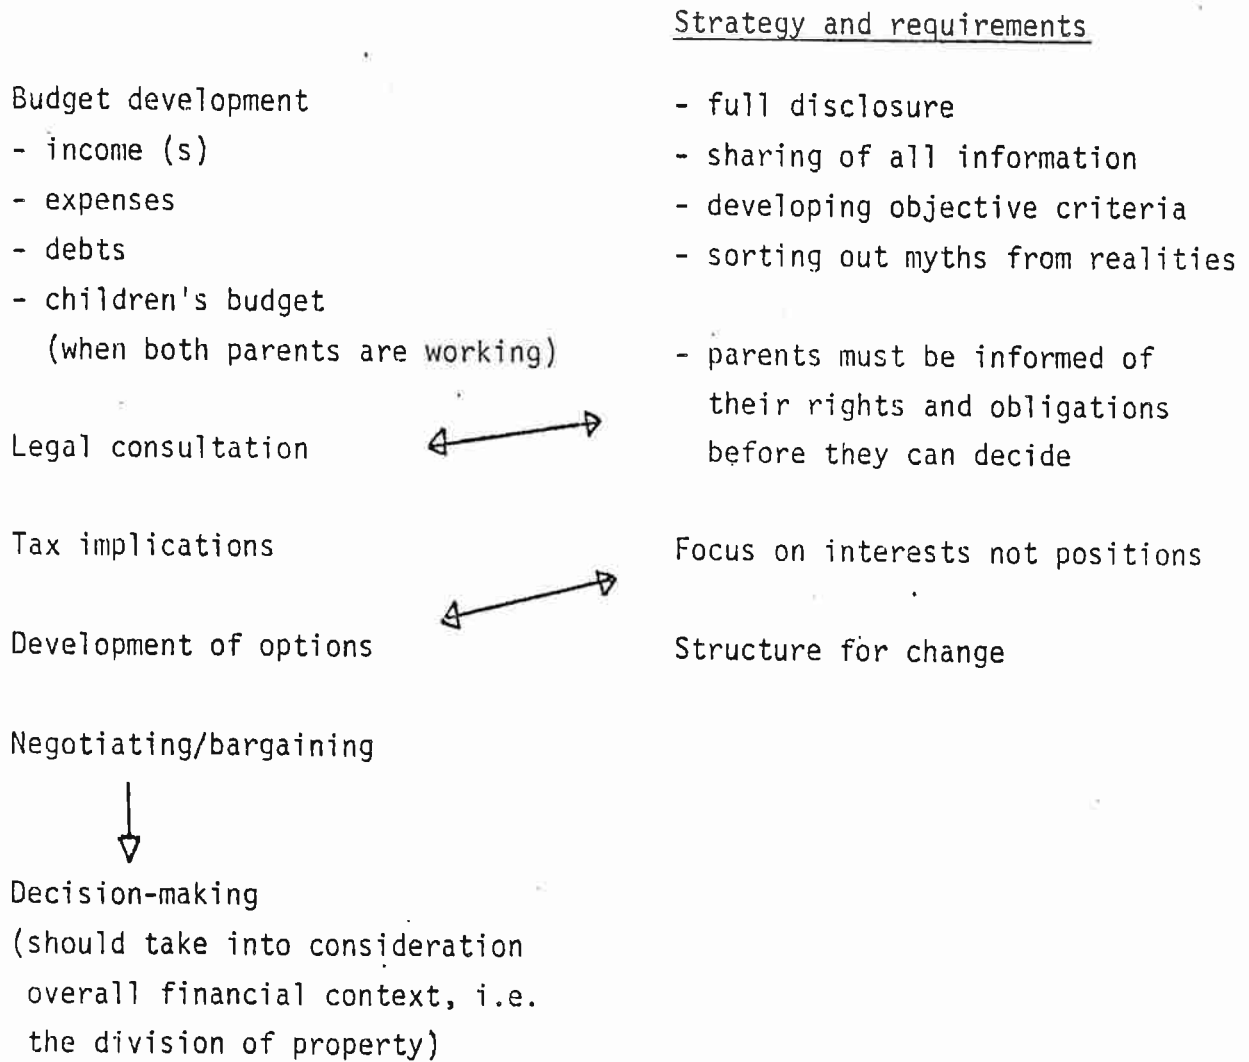 Strategy and requirements
Budget development
- income (s)
- expenses
- debts
- children's budget
(when both parents are working)
Legal consultation
Tax implications
Development of options
Negotiating/bargaining
Decision-making
(should take into consideration
overall financial context, i.e.
the division of property)
- full disclosure
- sharing of all information
- developing objective criteria
- sorting out myths from realities
- parents must be informed of
their rights and obligations
before they can decide
Focus on interests not positions
Structure for change